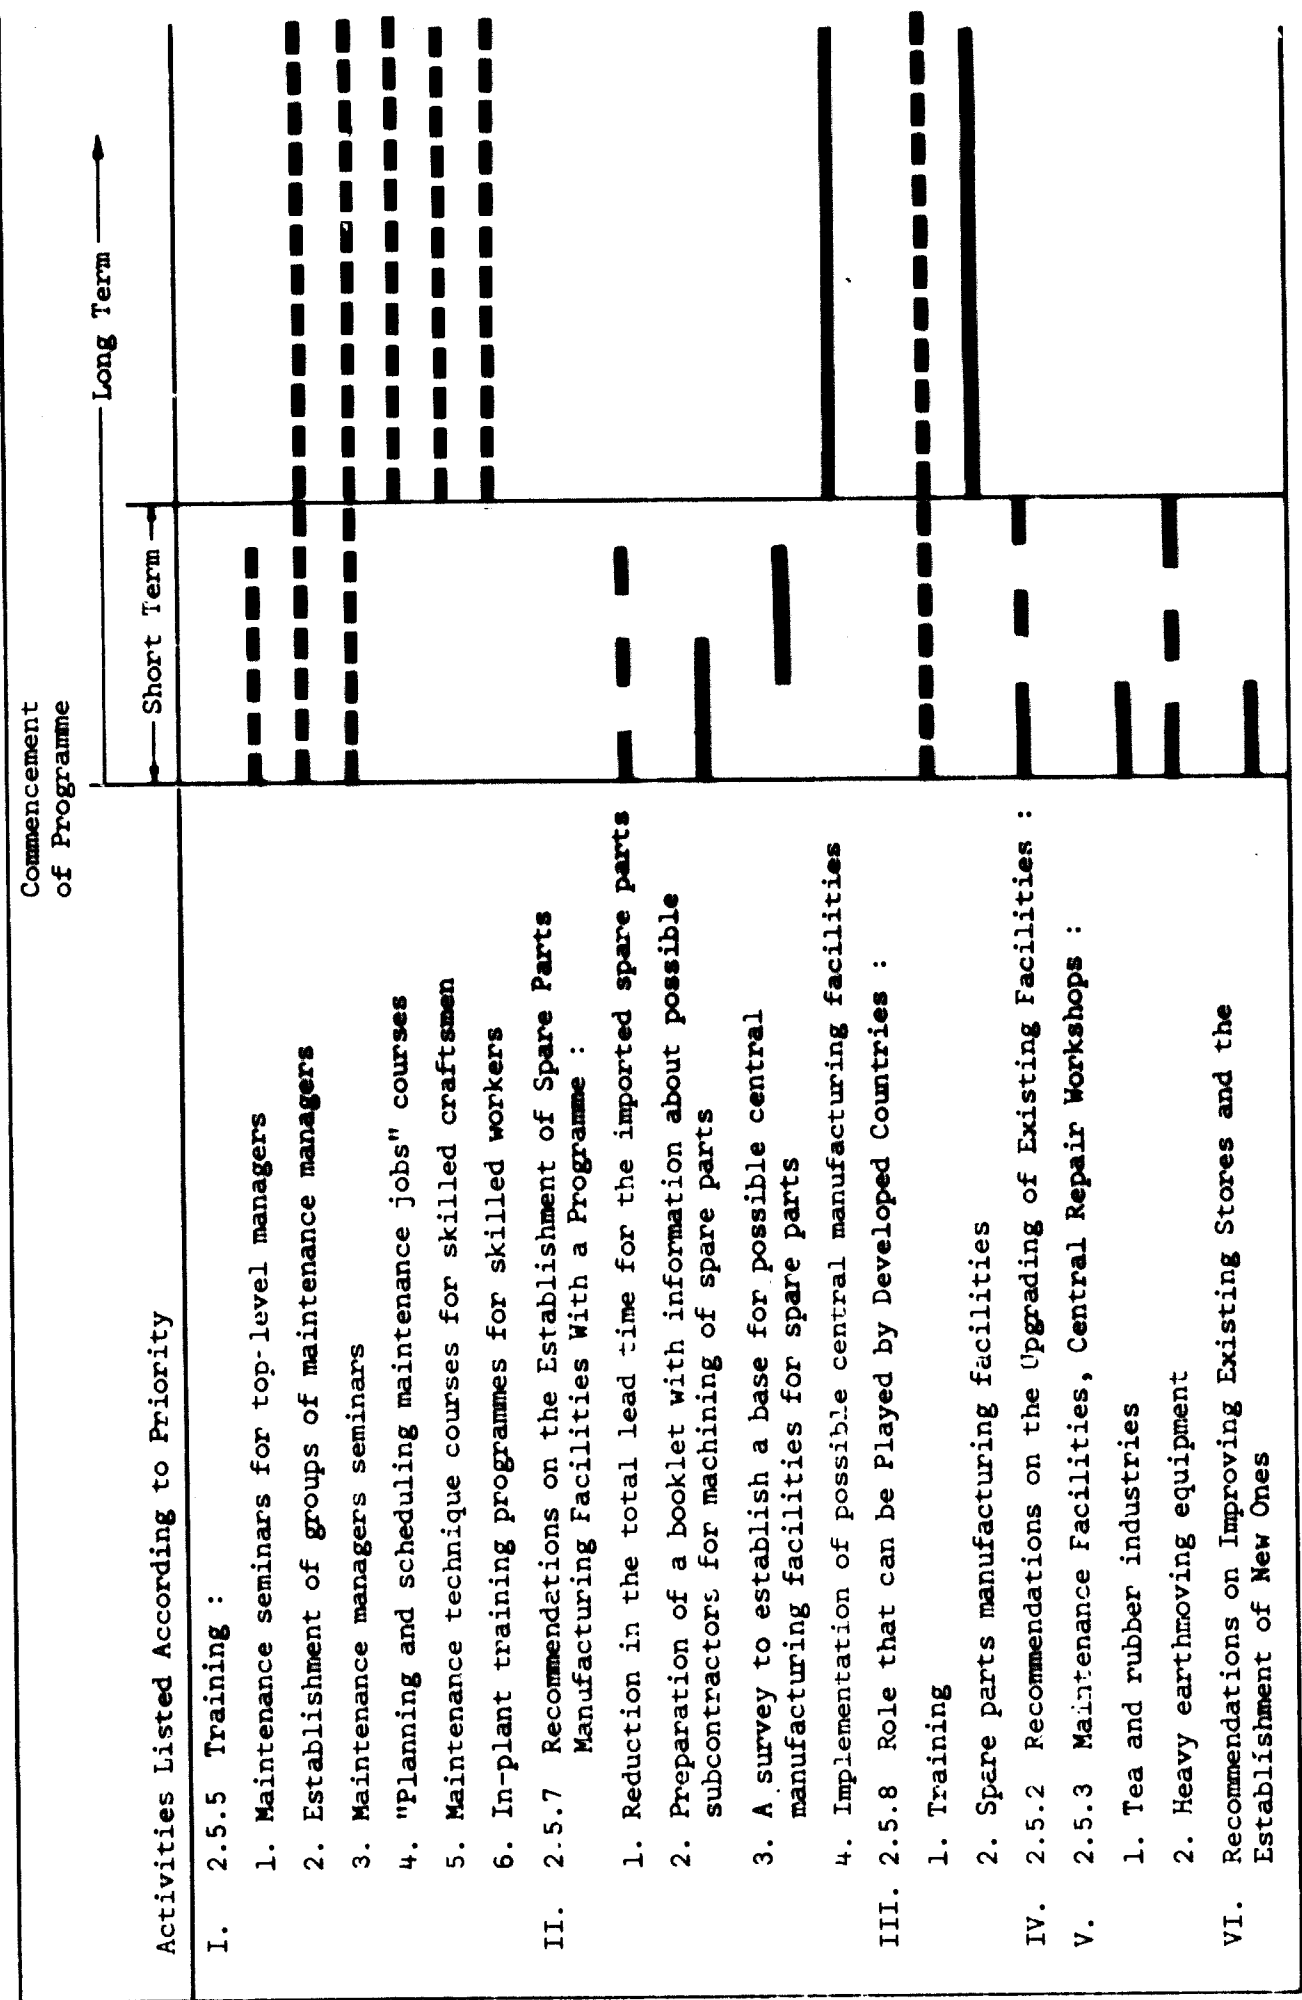 Commencement
of Programme
Long Term
Short Term
Activities Listed According to Priority
I. 2.5.5 Training :
1. Maintenance seminars for top-level managers
2. Establishment of groups of maintenance managers
3. Maintenance managers seminars
4. "Planning and scheduling maintenance jobs" courses
5. Maintenance technique courses for skilled craftsmen
6. In-plant training programmes for skilled workers
II. 2.5.7 Recommendations on the Establishment of Spare Parts
Manufacturing Facilities With a Programme :
1. Reduction in the total lead time for the imported spare parts
2. Preparation of a booklet with information about possible
subcontractors for machining of spare parts
3. A survey to establish a base for possible central
manufacturing facilities for spare parts
4. Implementation of possible central manufacturing facilities
III. 2.5.8 Role that can be Played by Developed Countries :
1. Training
2. Spare parts manufacturing facilities
IV. 2.5.2 Recommendations on the Upgrading of Existing Facilities :
V. 2.5.3 Maintenance Facilities, Central Repair Workshops :
1. Tea and rubber industries
2. Heavy earthmoving equipment
VI. Recommendations on Improving Existing Stores and the
Establishment of New Ones